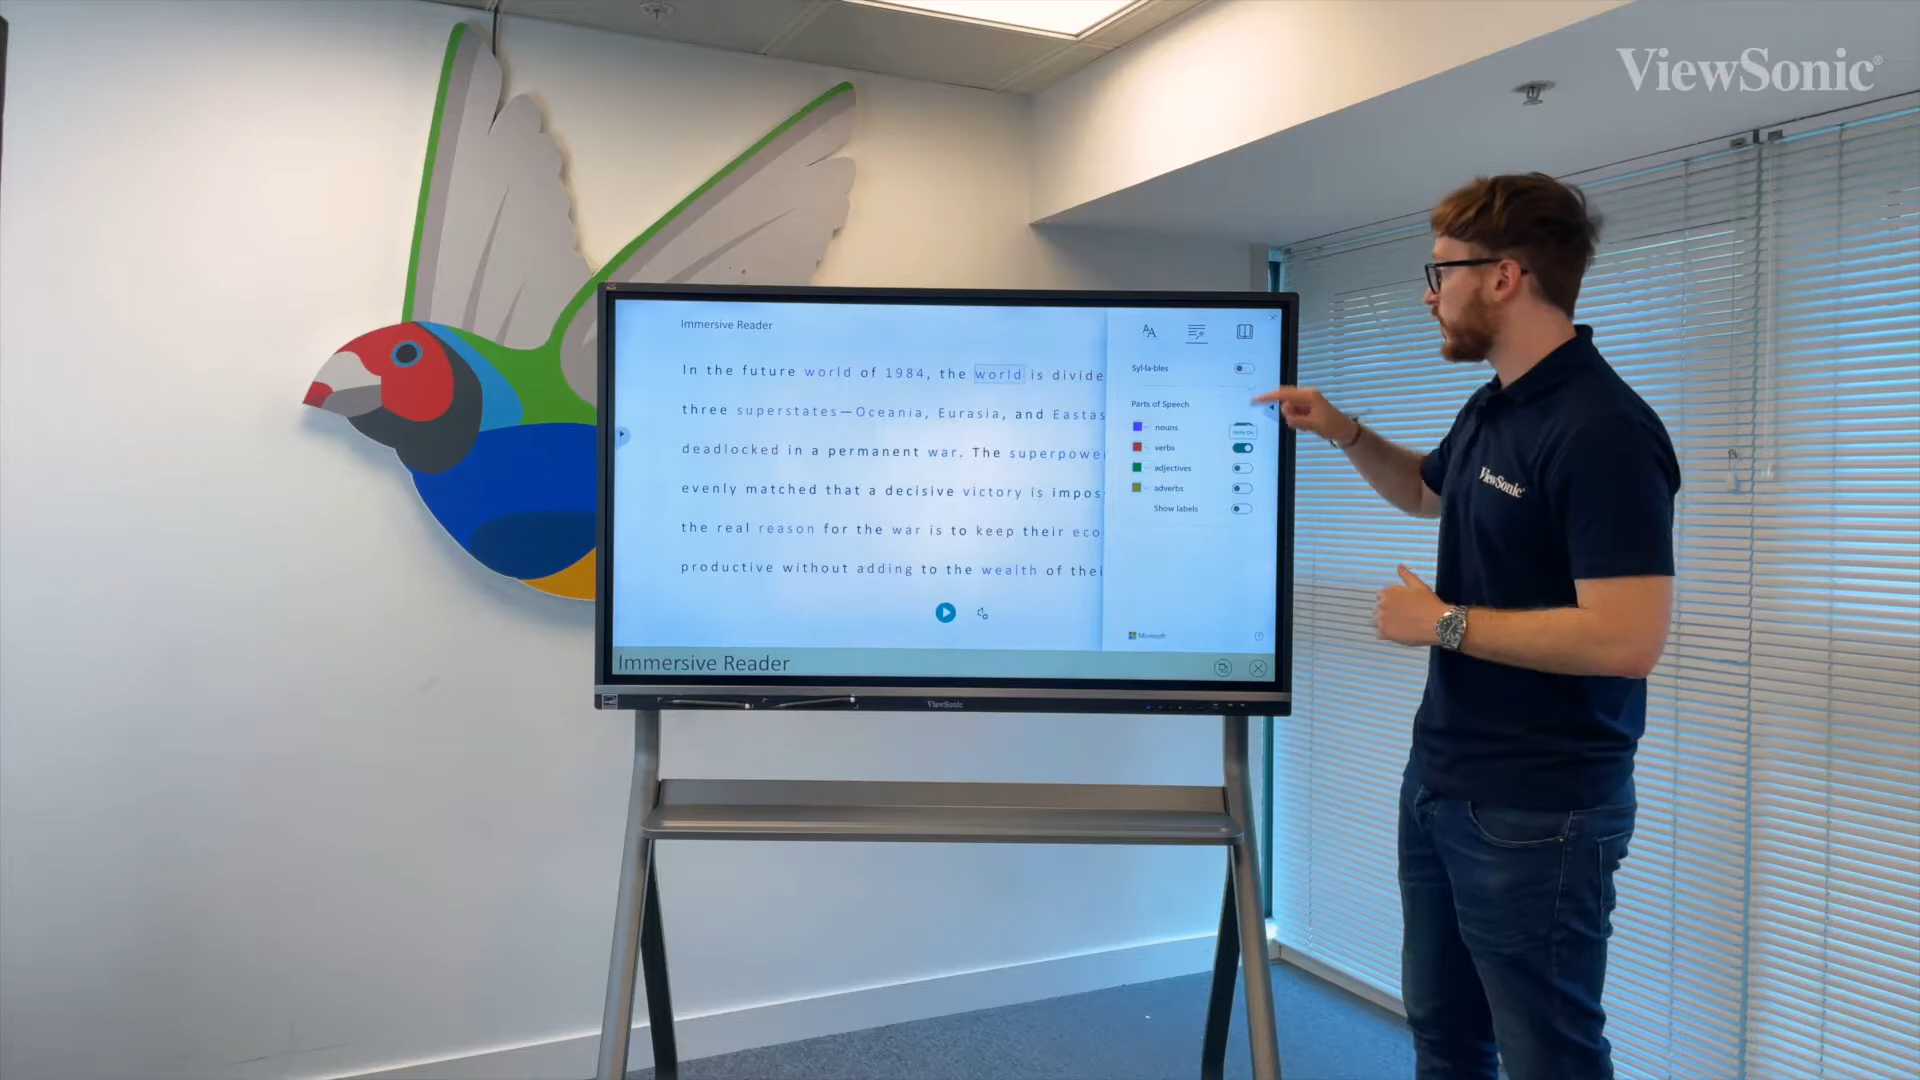 ViewSonic®
Immersive Reader
In the future world of 1984, the world is divide
three superstates—Oceania, Eurasia, and Eastas
deadlocked in a permanent war. The superpowe
evenly matched that a decisive victory is impos
the real reason for the war is to keep their eco
productive without adding to the wealth of thei
AA
Syl·la·bles
Parts of Speech
nouns
verbs
adjectives
adverbs
Show labels
Microsoft
Immersive Reader
ViewSonic
ViewSonic